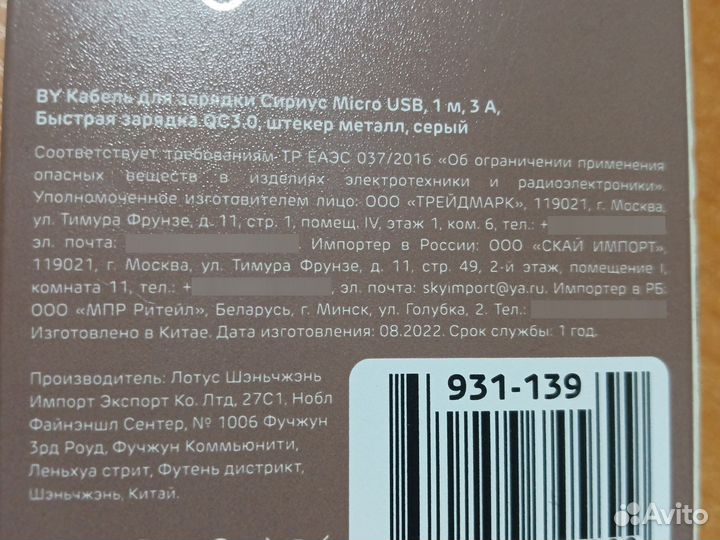 BY Кабель для зарядки Сириус Micro USB, 1 м, 3 А,
Быстрая зарядка QC3.0, штекер металл, серый
Соответствует требованиям ТР ЕАЭС 037/2016 «Об ограничении применения
опасных веществ в изделиях электротехники и радиоэлектроники».
Уполномоченное изготовителем лицо: ООО «ТРЕЙДМАРК», 119021, г. Москва,
ул. Тимура Фрунзе, д. 11, стр. 1, помещ. IV, этаж 1, ком. 6, тел.: +
эл. почта: . Импортер в России: ООО «СКАЙ ИМПОРТ»,
119021, г. Москва, ул. Тимура Фрунзе, д. 11, стр. 49, 2-й этаж, помещение I,
комната 11, тел.: + , эл. почта: skyimport@ya.ru. Импортер в РБ:
ООО «МПР Ритейл», Беларусь, г. Минск, ул. Голубка, 2. Тел.:
Изготовлено в Китае. Дата изготовления: 08.2022. Срок службы: 1 год.
Производитель: Лотус Шэньчжэнь
Импорт Экспорт Ко. Лтд, 27С1, Нобл
Файнэншл Сентер, № 1006 Фучжун
3рд Роуд, Фучжун Коммьюнити,
Леньхуа стрит, Футень дистрикт,
Шэньчжэнь, Китай.
931-139
Avito